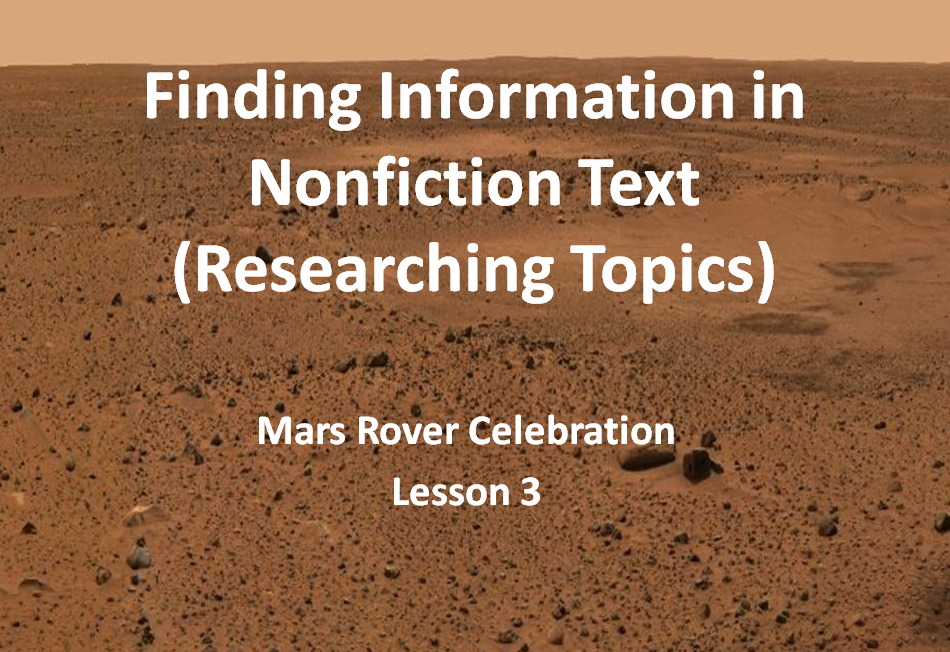 Finding Information in
Nonfiction Text
(Researching Topics)
Mars Rover Celebration
Lesson 3